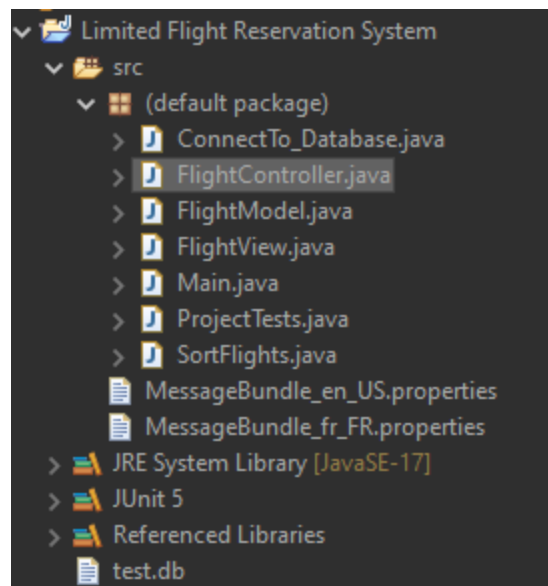 Limited Flight Reservation System
src
(default package)
ConnectTo_Database.java
FlightController.java
FlightModel.java
FlightView.java
Main.java
ProjectTests.java
SortFlights.java
MessageBundle_en_US.properties
MessageBundle_fr_FR.properties
JRE System Library [JavaSE-17]
JUnit 5
Referenced Libraries
test.db